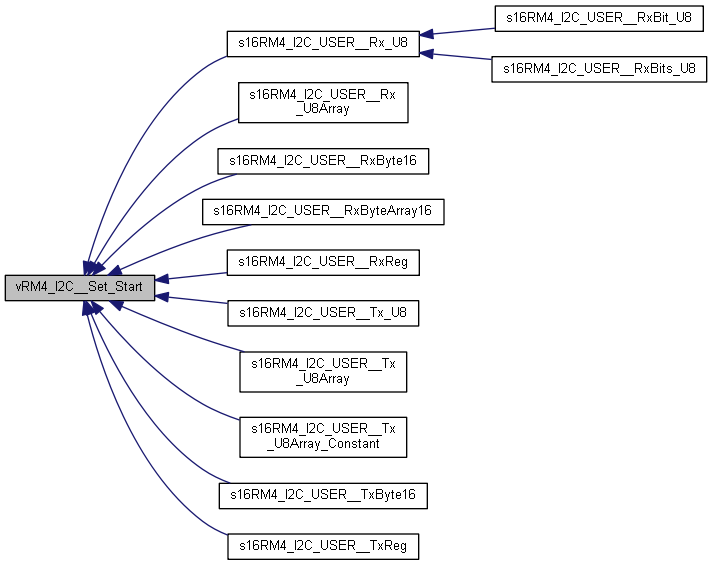 s16RM4_I2C_USER__RxBit_U8
s16RM4_I2C_USER__Rx_U8
s16RM4_I2C_USER__RxBits_U8
s16RM4_I2C_USER__Rx
_U8Array
s16RM4_I2C_USER__RxByte16
s16RM4_I2C_USER__RxByteArray16
s16RM4_I2C_USER__RxReg
vRM4_I2C__Set_Start
s16RM4_I2C_USER__Tx_U8
s16RM4_I2C_USER__Tx
_U8Array
s16RM4_I2C_USER__Tx
_U8Array_Constant
s16RM4_I2C_USER__TxByte16
s16RM4_I2C_USER__TxReg